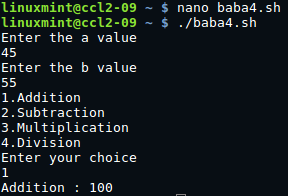 linuxmint@ccl2-09 ~ $ nano baba4.sh
linuxmint@ccl2-09 ~ $ ./baba4.sh
Enter the a value
45
Enter the b value
55
1.Addition
2.Subtraction
3.Multiplication
4.Division
Enter your choice
1
Addition : 100